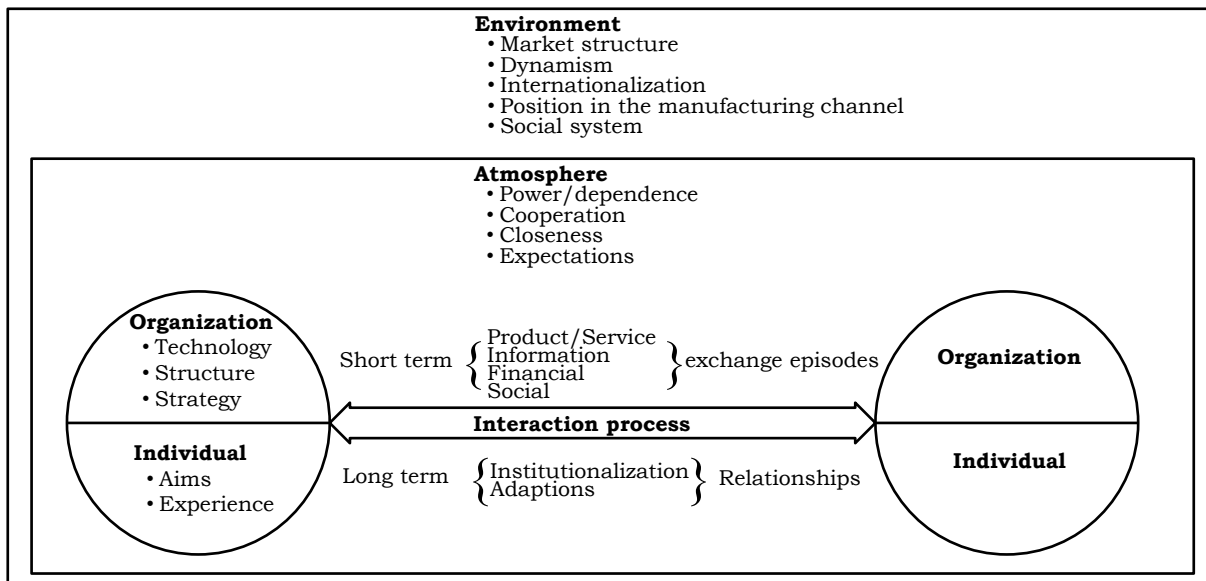 Environment
• Market structure
• Dynamism
• Internationalization
• Position in the manufacturing channel
• Social system
Atmosphere
• Power/dependence
• Cooperation
• Closeness
• Expectations
Organization
• Technology
• Structure
• Strategy
Individual
• Aims
• Experience
Short term
Product/Service
Information
Financial
Social
exchange episodes
Interaction process
Long term
Institutionalization
Adaptions
Relationships
Organization
Individual